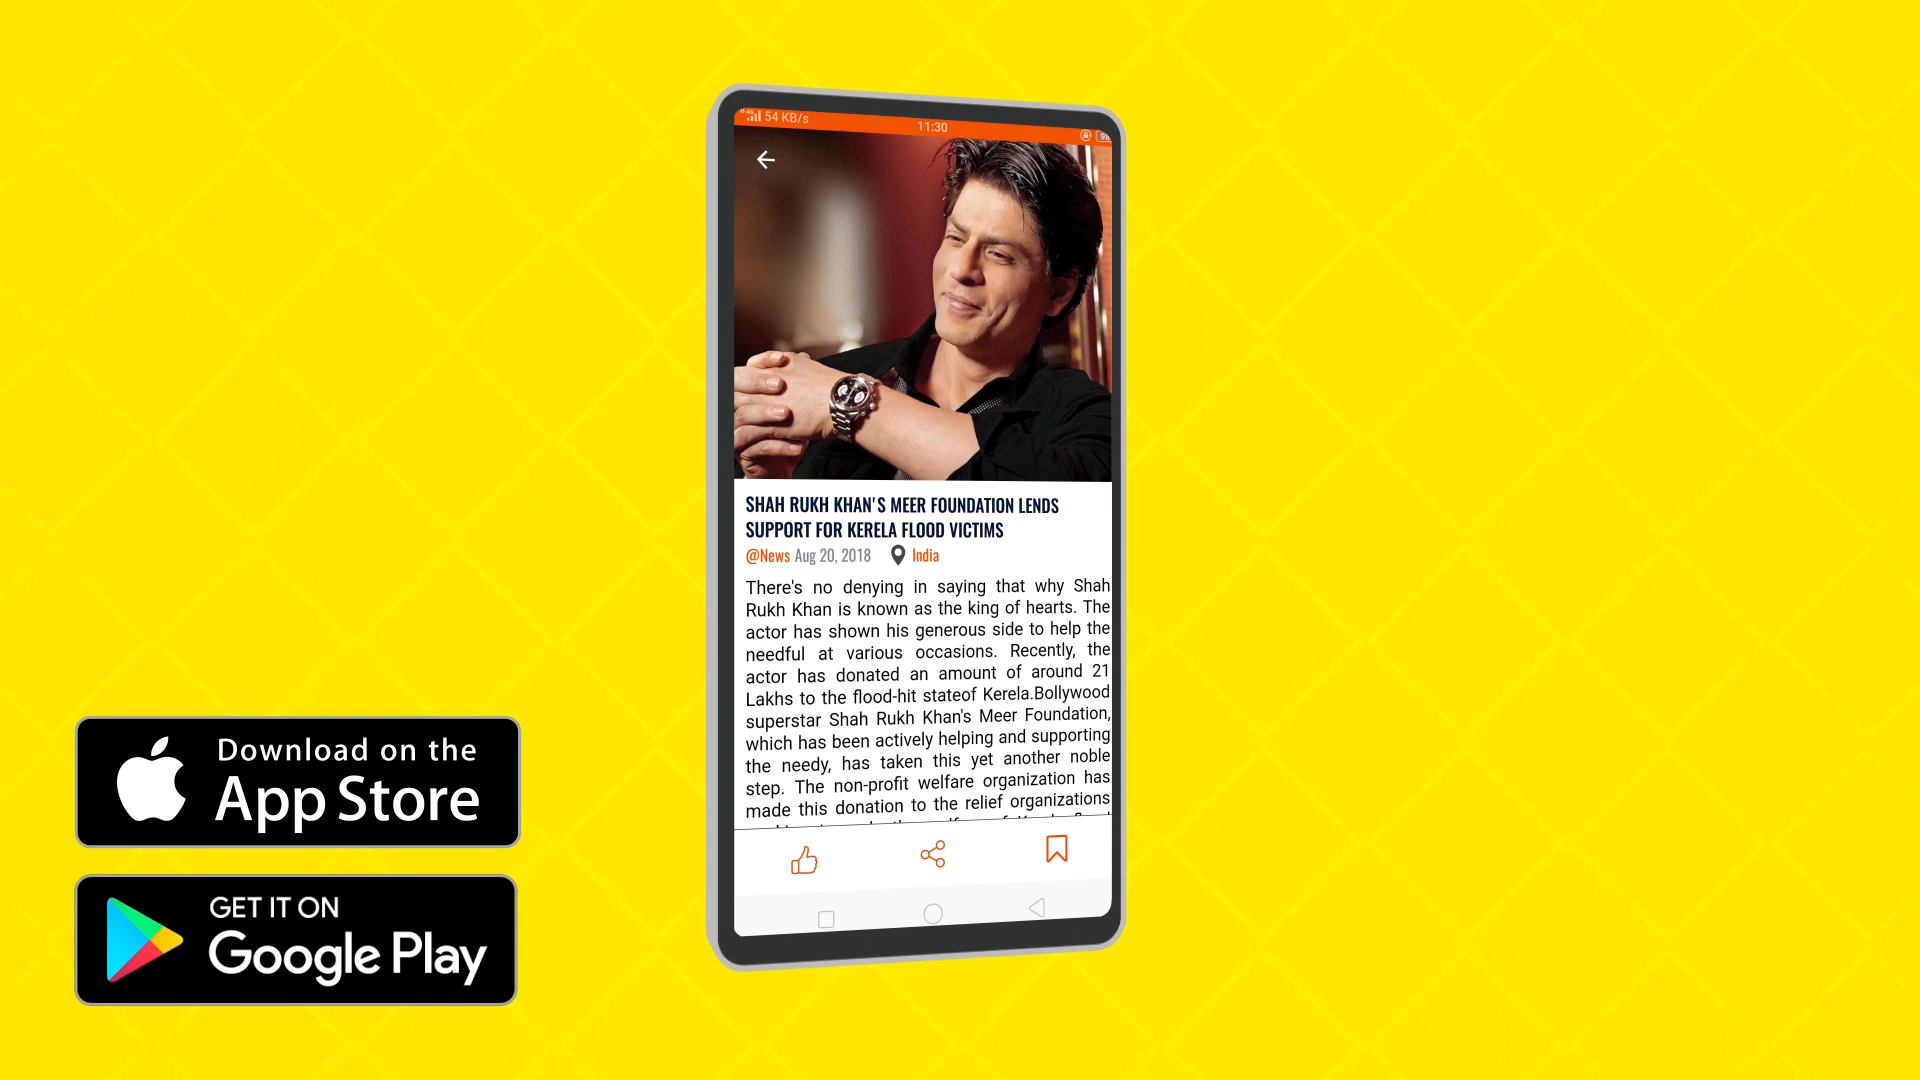 54 KB/s
11:30
SHAH RUKH KHAN'S MEER FOUNDATION LENDS
SUPPORT FOR KERELA FLOOD VICTIMS
@News Aug 20, 2018 India
There's no denying in saying that why Shah
Rukh Khan is known as the king of hearts. The
actor has shown his generous side to help the
needful at various occasions. Recently, the
actor has donated an amount of around 21
Lakhs to the flood-hit stateof Kerela.Bollywood
superstar Shah Rukh Khan's Meer Foundation,
which has been actively helping and supporting
the needy, has taken this yet another noble
step. The non-profit welfare organization has
made this donation to the relief organizations
Download on the
App Store
GET IT ON
Google Play